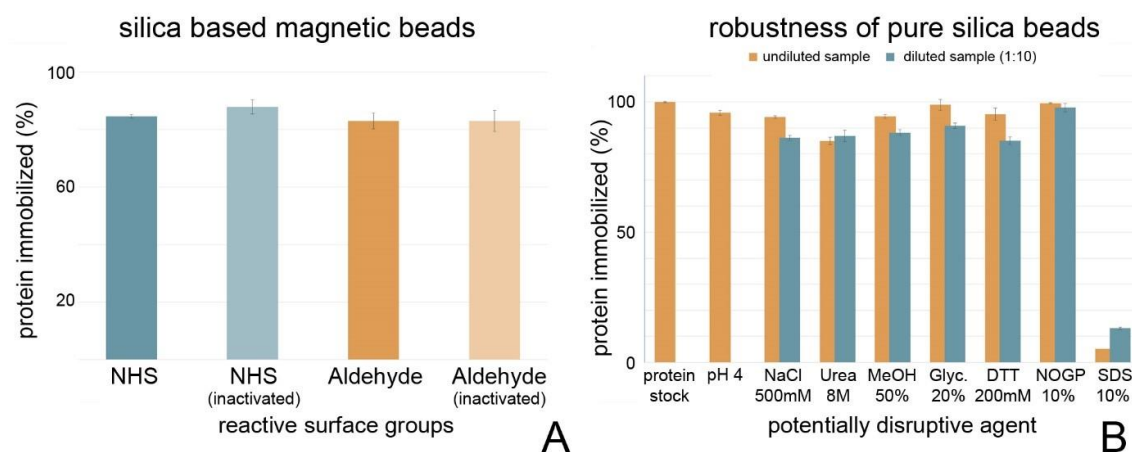 silica based magnetic beads
100
60
20
protein immobilized (%)
NHS
NHS
(inactivated)
Aldehyde
Aldehyde
(inactivated)
reactive surface groups
A
robustness of pure silica beads
undiluted sample
diluted sample (1:10)
100
50
0
protein immobilized (%)
protein stock
pH 4
NaCl 500mM
Urea 8M
MeOH 50%
Glyc. 20%
DTT 200mM
NOGP 10%
SDS 10%
potentially disruptive agent
B